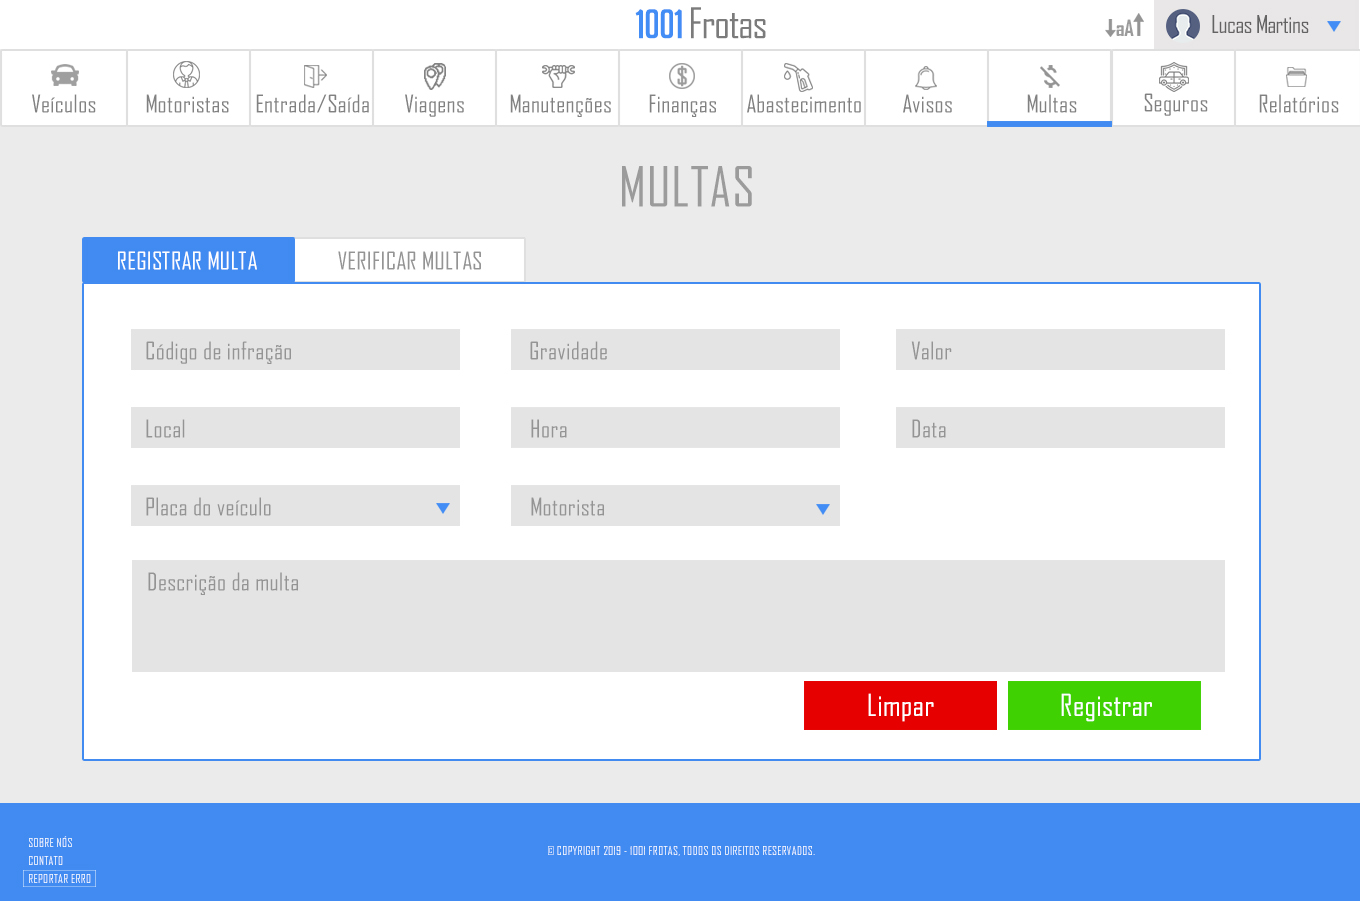 1001 Frotas
aA
Lucas Martins
Veículos
Motoristas
Entrada/Saída
Viagens
Manutenções
Finanças
Abastecimento
Avisos
Multas
Seguros
Relatórios
MULTAS
REGISTRAR MULTA
VERIFICAR MULTAS
Código de infração
Gravidade
Valor
Local
Hora
Data
Placa do veículo
Motorista
Descrição da multa
Limpar
Registrar
SOBRE NÓS
CONTATO
REPORTAR ERRO
© COPYRIGHT 2019 - 1001 FROTAS, TODOS OS DIREITOS RESERVADOS.